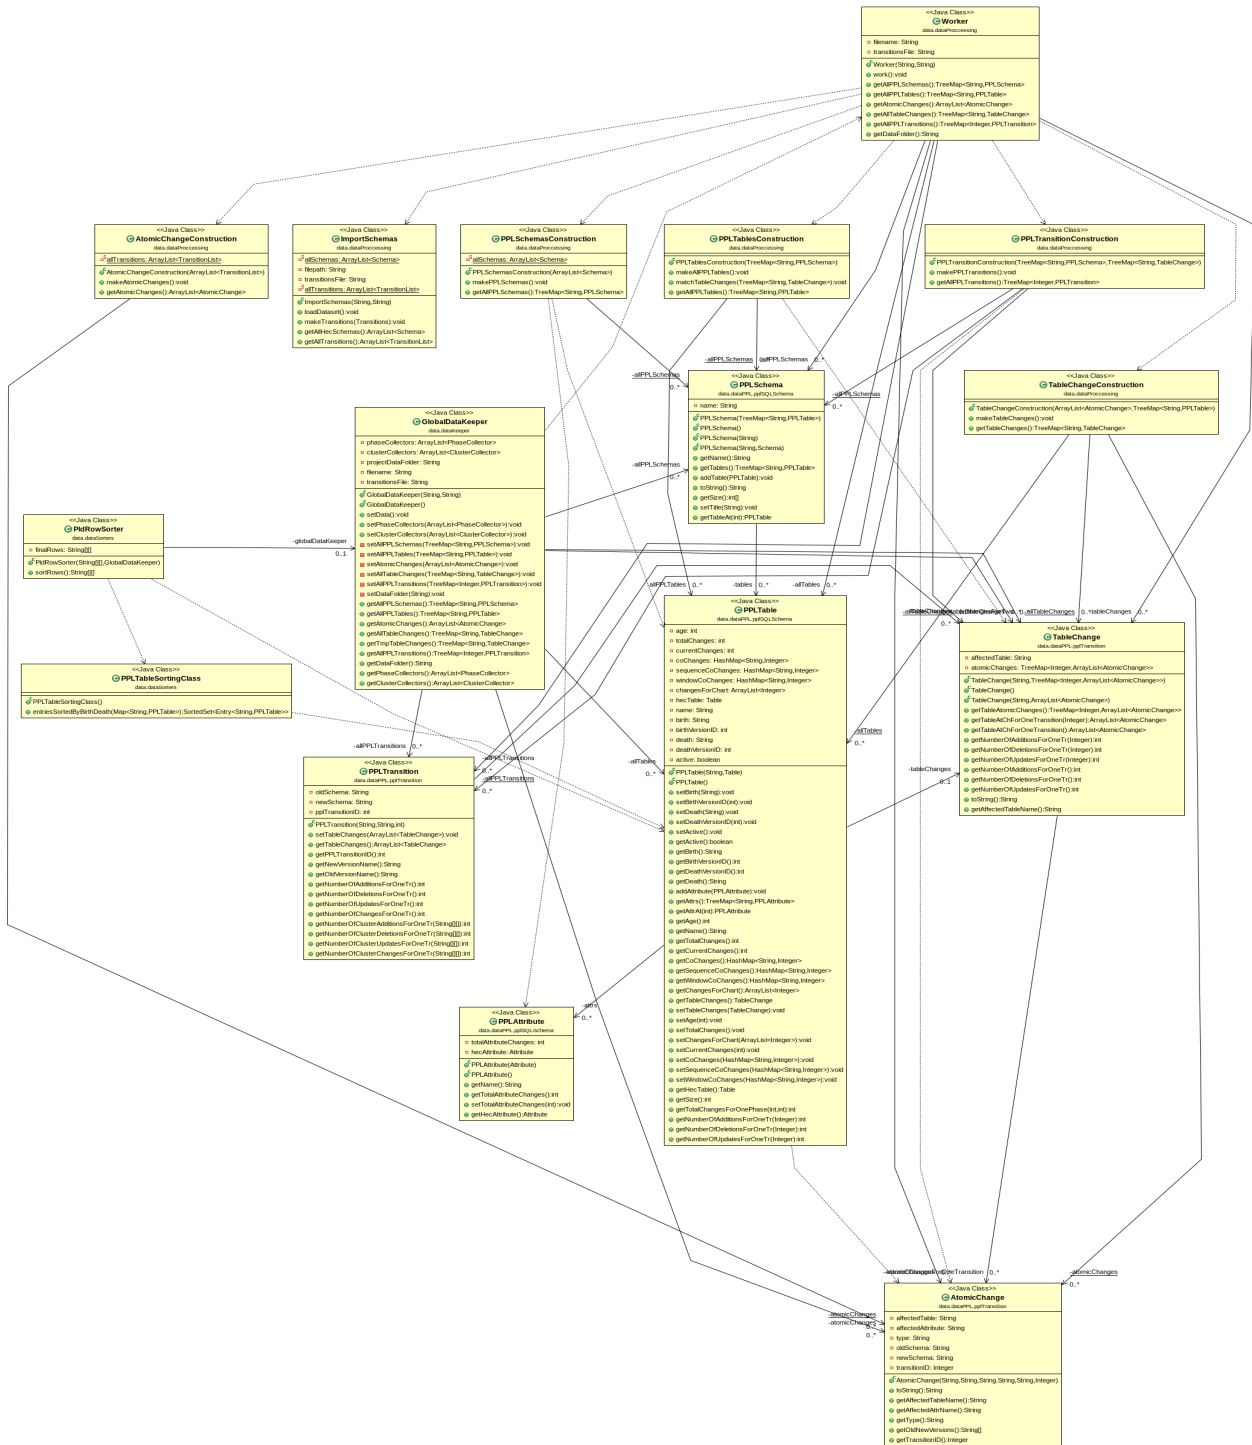 <<Java Class>>
Worker
data.dataProccessing
filename: String
transitionsFile: String
Worker(String,String)
work():void
getAllPPLSchemas():TreeMap<String,PPLSchema>
getAllPPLTables():TreeMap<String,PPLTable>
getAtomicChanges():ArrayList<AtomicChange>
getAllTableChanges():TreeMap<String,TableChange>
getAllPPLTransitions():TreeMap<Integer,PPLTransition>
getDataFolder():String
<<Java Class>>
AtomicChangeConstruction
data.dataProccessing
allTransitions: ArrayList<TransitionList>
AtomicChangeConstruction(ArrayList<TransitionList>)
makeAtomicChanges():void
getAtomicChanges():ArrayList<AtomicChange>
<<Java Class>>
ImportSchemas
data.dataProccessing
allSchemas: ArrayList<Schema>
filepath: String
transitionsFile: String
allTransitions: ArrayList<TransitionList>
ImportSchemas(String,String)
loadDataset():void
makeTransitions(Transitions):void
getAllHecSchemas():ArrayList<Schema>
getAllTransitions():ArrayList<TransitionList>
<<Java Class>>
PPLSchemasConstruction
data.dataProccessing
allSchemas: ArrayList<Schema>
PPLSchemasConstruction(ArrayList<Schema>)
makePPLSchemas():void
getAllPPLSchemas():TreeMap<String,PPLSchema>
<<Java Class>>
PPLTablesConstruction
data.dataProccessing
PPLTablesConstruction(TreeMap<String,PPLSchema>)
makeAllPPLTables():void
matchTableChanges(TreeMap<String,TableChange>):void
getAllPPLTables():TreeMap<String,PPLTable>
<<Java Class>>
PPLTransitionConstruction
data.dataProccessing
PPLTransitionConstruction(TreeMap<String,PPLSchema>,TreeMap<String,TableChange>)
makePPLTransitions():void
getAllPPLTransitions():TreeMap<Integer,PPLTransition>
-allPPLSchemas
0..*
<<Java Class>>
PPLSchema
data.dataPPL.pplSQLSchema
name: String
PPLSchema(TreeMap<String,PPLTable>)
PPLSchema()
PPLSchema(String)
PPLSchema(String,Schema)
getName():String
getTables():TreeMap<String,PPLTable>
addTable(PPLTable):void
toString():String
getSize():int[]
setTitle(String):void
getTableAt(int):PPLTable
-allPPLSchemas
0..*
-allPPLSchemas
0..*
<<Java Class>>
TableChangeConstruction
data.dataProccessing
TableChangeConstruction(ArrayList<AtomicChange>,TreeMap<String,PPLTable>)
makeTableChanges():void
getTableChanges():TreeMap<String,TableChange>
<<Java Class>>
GlobalDataKeeper
data.dataKeeper
phaseCollectors: ArrayList<PhaseCollector>
clusterCollectors: ArrayList<ClusterCollector>
projectDataFolder: String
filename: String
transitionsFile: String
GlobalDataKeeper(String,String)
GlobalDataKeeper()
setData():void
setPhaseCollectors(ArrayList<PhaseCollector>):void
setClusterCollectors(ArrayList<ClusterCollector>):void
setAllPPLSchemas(TreeMap<String,PPLSchema>):void
setAllPPLTables(TreeMap<String,PPLTable>):void
setAtomicChanges(ArrayList<AtomicChange>):void
setAllTableChanges(TreeMap<String,TableChange>):void
setAllPPLTransitions(TreeMap<Integer,PPLTransition>):void
setDataFolder(String):void
getAllPPLSchemas():TreeMap<String,PPLSchema>
getAllPPLTables():TreeMap<String,PPLTable>
getAtomicChanges():ArrayList<AtomicChange>
getAllTableChanges():TreeMap<String,TableChange>
getTmpTableChanges():TreeMap<String,TableChange>
getAllPPLTransitions():TreeMap<Integer,PPLTransition>
getDataFolder():String
getPhaseCollectors():ArrayList<PhaseCollector>
getClusterCollectors():ArrayList<ClusterCollector>
-allPPLSchemas
0..*
<<Java Class>>
PldRowSorter
data.dataSorters
finalRows: String[][]
PldRowSorter(String[][],GlobalDataKeeper)
sortRows():String[][]
-globalDataKeeper
0..1
<<Java Class>>
PPLTableSortingClass
data.dataSorters
PPLTableSortingClass()
entriesSortedByBirthDeath(Map<String,PPLTable>):SortedSet<Entry<String,PPLTable>>
-allPPLTables 0..*
-tables 0..*
-allTables 0..*
<<Java Class>>
PPLTable
data.dataPPL.pplSQLSchema
age: int
totalChanges: int
currentChanges: int
coChanges: HashMap<String,Integer>
sequenceCoChanges: HashMap<String,Integer>
windowCoChanges: HashMap<String,Integer>
changesForChart: ArrayList<Integer>
hecTable: Table
name: String
birth: String
birthVersionID: int
death: String
deathVersionID: int
active: boolean
PPLTable(String,Table)
PPLTable()
setBirth(String):void
setBirthVersionID(int):void
setDeath(String):void
setDeathVersionID(int):void
setActive():void
getActive():boolean
getBirth():String
getBirthVersionID():int
getDeathVersionID():int
getDeath():String
addAttribute(PPLAttribute):void
getAttrs():TreeMap<String,PPLAttribute>
getAttrAt(int):PPLAttribute
getAge():int
getName():String
getTotalChanges():int
getCurrentChanges():int
getCoChanges():HashMap<String,Integer>
getSequenceCoChanges():HashMap<String,Integer>
getWindowCoChanges():HashMap<String,Integer>
getChangesForChart():ArrayList<Integer>
getTableChanges():TableChange
setTableChanges(TableChange):void
setAge(int):void
setTotalChanges():void
setChangesForChart(ArrayList<Integer>):void
setCurrentChanges(int):void
setCoChanges(HashMap<String,Integer>):void
setSequenceCoChanges(HashMap<String,Integer>):void
setWindowCoChanges(HashMap<String,Integer>):void
getHecTable():Table
getSize():int
getTotalChangesForOnePhase(int,int):int
getNumberOfAdditionsForOneTr(Integer):int
getNumberOfDeletionsForOneTr(Integer):int
getNumberOfUpdatesForOneTr(Integer):int
-allTableChanges
0..*
-tableChanges
0..*
<<Java Class>>
TableChange
data.dataPPL.pplTransition
affectedTable: String
atomicChanges: TreeMap<Integer,ArrayList<AtomicChange>>
TableChange(String,TreeMap<Integer,ArrayList<AtomicChange>>)
TableChange()
TableChange(String,ArrayList<AtomicChange>)
getTableAtomicChanges():TreeMap<Integer,ArrayList<AtomicChange>>
getTableAtChForOneTransition(Integer):ArrayList<AtomicChange>
getTableAtChForOneTransition():ArrayList<AtomicChange>
getNumberOfAdditionsForOneTr(Integer):int
getNumberOfDeletionsForOneTr(Integer):int
getNumberOfUpdatesForOneTr(Integer):int
getNumberOfAdditionsForOneTr():int
getNumberOfDeletionsForOneTr():int
getNumberOfUpdatesForOneTr():int
toString():String
getAffectedTableName():String
-allTables
0..*
-tableChanges
0..1
-allTables
0..*
-allPPLTransitions 0..*
-allPPLTransitions
0..*
-allPPLTransitions
0..*
<<Java Class>>
PPLTransition
data.dataPPL.pplTransition
oldSchema: String
newSchema: String
pplTransitionID: int
PPLTransition(String,String,int)
setTableChanges(ArrayList<TableChange>):void
getTableChanges():ArrayList<TableChange>
getPPLTransitionID():int
getNewVersionName():String
getOldVersionName():String
getNumberOfAdditionsForOneTr():int
getNumberOfDeletionsForOneTr():int
getNumberOfUpdatesForOneTr():int
getNumberOfChangesForOneTr():int
getNumberOfClusterAdditionsForOneTr(String[][]):int
getNumberOfClusterDeletionsForOneTr(String[][]):int
getNumberOfClusterUpdatesForOneTr(String[][]):int
getNumberOfClusterChangesForOneTr(String[][]):int
-attrs
0..*
<<Java Class>>
PPLAttribute
data.dataPPL.pplSQLSchema
totalAttributeChanges: int
hecAttribute: Attribute
PPLAttribute(Attribute)
PPLAttribute()
getName():String
getTotalAttributeChanges():int
setTotalAttributeChanges(int):void
getHecAttribute():Attribute
0..*
-atomicChanges
0..*
-atomicChanges
-atomicChanges
0..*
<<Java Class>>
AtomicChange
data.dataPPL.pplTransition
affectedTable: String
affectedAttribute: String
type: String
oldSchema: String
newSchema: String
transitionID: Integer
AtomicChange(String,String,String,String,String,Integer)
toString():String
getAffectedTableName():String
getAffectedAttrName():String
getType():String
getOldNewVersions():String[]
getTransitionID():Integer